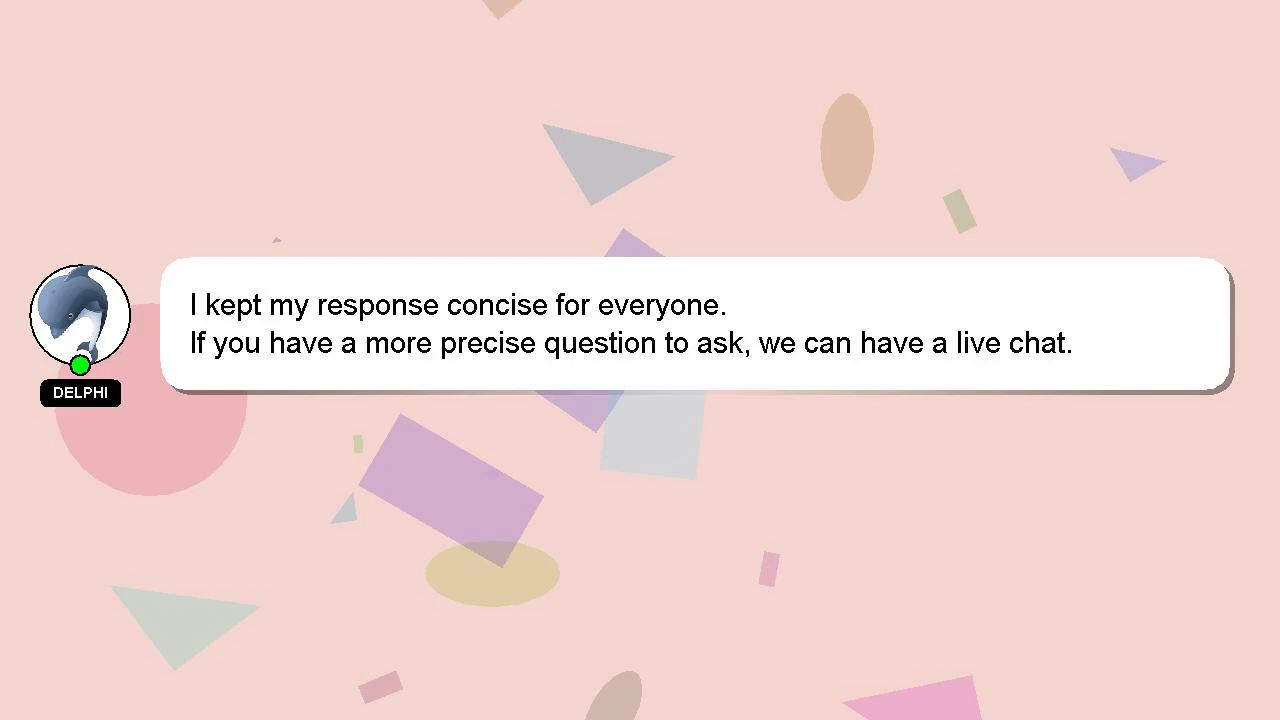 I kept my response concise for everyone.
If you have a more precise question to ask, we can have a live chat.
DELPHI